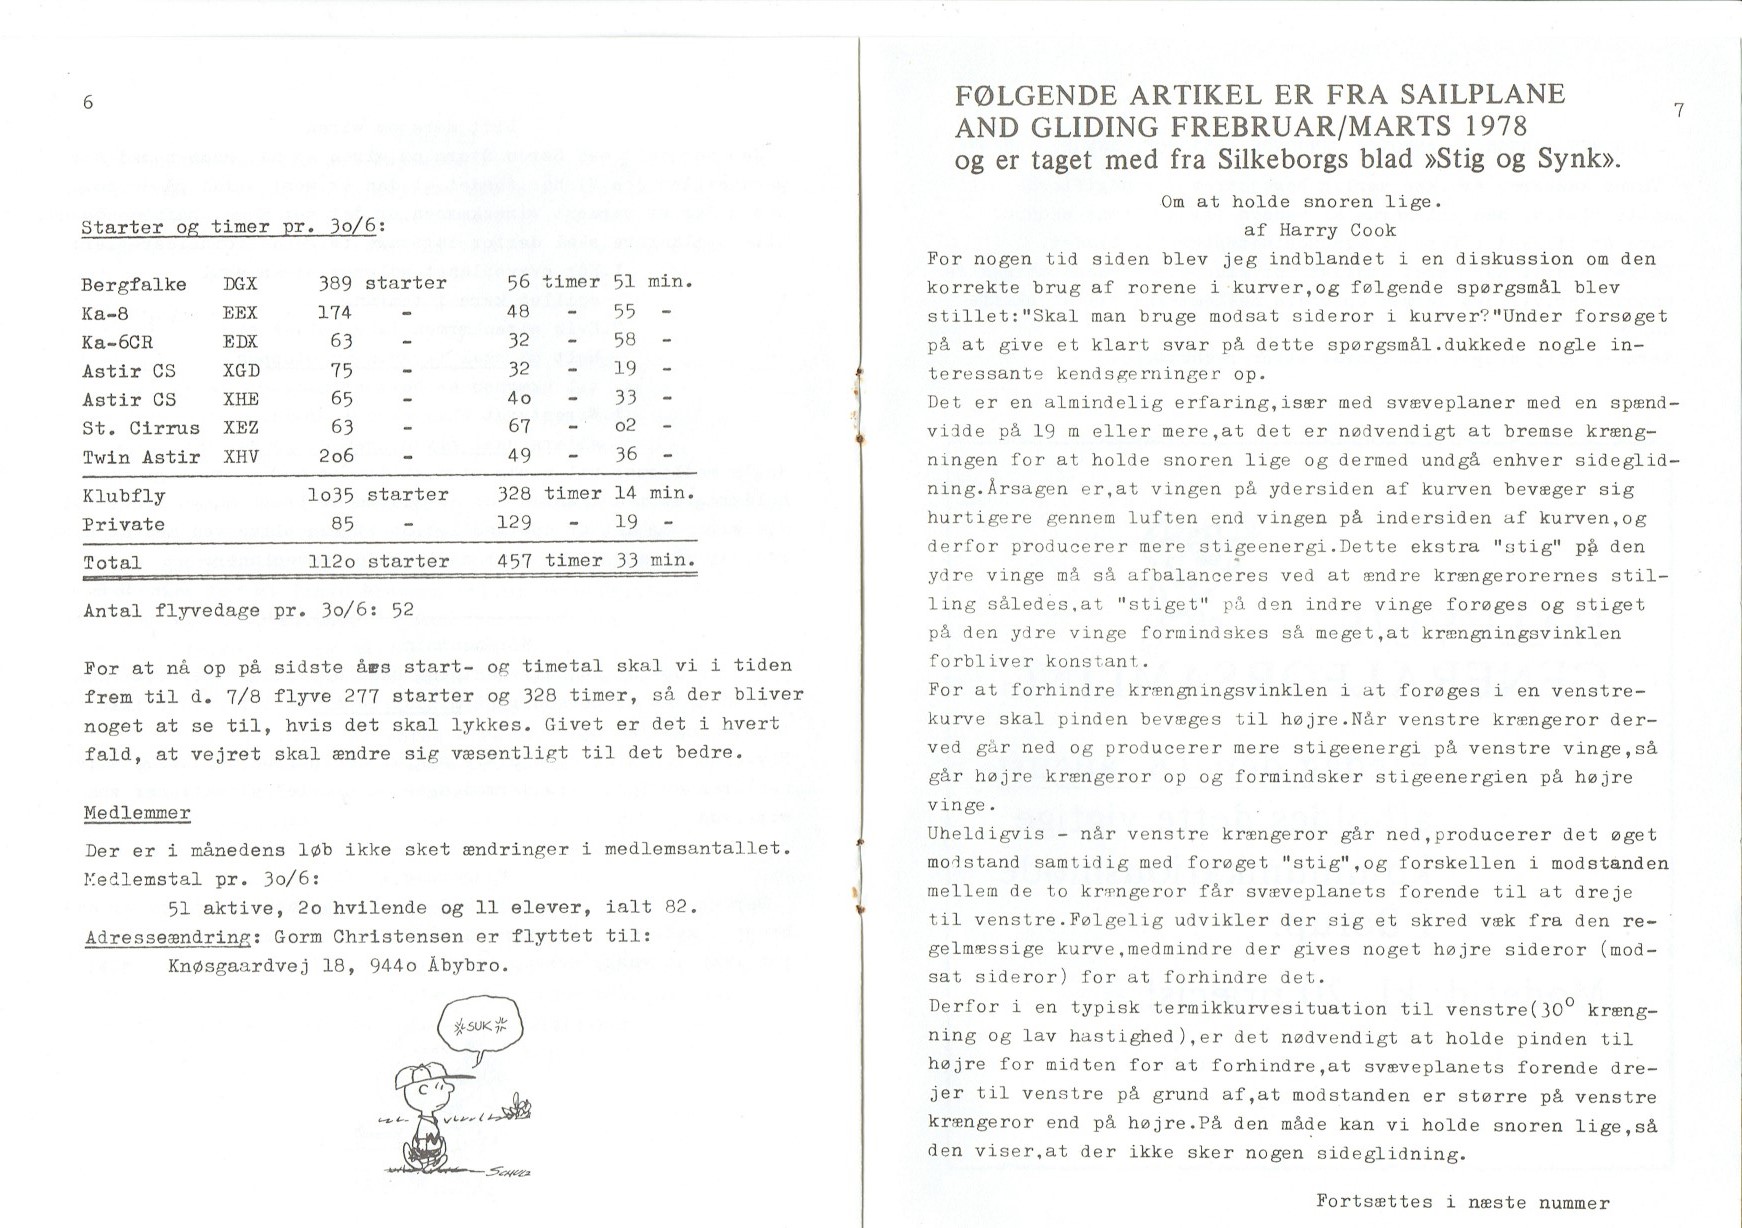 6
Starter og timer pr. 3o/6:
Bergfalke DGX 389 starter 56 timer 51 min.
Ka-8 EEX 174 - 48 - 55 -
Ka-6CR EDX 63 - 32 - 58 -
Astir CS XGD 75 - 32 - 19 -
Astir CS XHE 65 - 4o - 33 -
St. Cirrus XEZ 63 - 67 - o2 -
Twin Astir XHV 2o6 - 49 - 36 -
Klubfly 1o35 starter 328 timer 14 min.
Private 85 - 129 - 19 -
Total 112o starter 457 timer 33 min.
Antal flyvedage pr. 3o/6: 52
For at nå op på sidste års start- og timetal skal vi i tiden
frem til d. 7/8 flyve 277 starter og 328 timer, så der bliver
noget at se til, hvis det skal lykkes. Givet er det i hvert
fald, at vejret skal ændre sig væsentligt til det bedre.
Medlemmer
Der er i månedens løb ikke sket ændringer i medlemsantallet.
Medlemstal pr. 3o/6:
51 aktive, 2o hvilende og 11 elever, ialt 82.
Adresseændring: Gorm Christensen er flyttet til:
Knøsgaardvej 18, 944o Åbybro.
SUK
SCHULZ
7
FØLGENDE ARTIKEL ER FRA SAILPLANE
AND GLIDING FREBRUAR/MARTS 1978
og er taget med fra Silkeborgs blad »Stig og Synk».
Om at holde snoren lige.
af Harry Cook
For nogen tid siden blev jeg indblandet i en diskussion om den
korrekte brug af rorene i kurver,og følgende spørgsmål blev
stillet:"Skal man bruge modsat sideror i kurver?"Under forsøget
på at give et klart svar på dette spørgsmål.dukkede nogle in-
teressante kendsgerninger op.
Det er en almindelig erfaring,især med svæveplaner med en spænd-
vidde på 19 m eller mere,at det er nødvendigt at bremse kræng-
ningen for at holde snoren lige og dermed undgå enhver sideglid-
ning.Årsagen er,at vingen på ydersiden af kurven bevæger sig
hurtigere gennem luften end vingen på indersiden af kurven,og
derfor producerer mere stigeenergi.Dette ekstra "stig" på den
ydre vinge må så afbalanceres ved at ændre krængerorernes stil-
ling således,at "stiget" på den indre vinge forøges og stiget
på den ydre vinge formindskes så meget,at krængningsvinklen
forbliver konstant.
For at forhindre krængningsvinklen i at forøges i en venstre-
kurve skal pinden bevæges til højre.Når venstre krængeror der-
ved går ned og producerer mere stigeenergi på venstre vinge,så
går højre krængeror op og formindsker stigeenergien på højre
vinge.
Uheldigvis - når venstre krængeror går ned,producerer det øget
modstand samtidig med forøget "stig",og forskellen i modstanden
mellem de to krængeror får svæveplanets forende til at dreje
til venstre.Følgelig udvikler der sig et skred væk fra den re-
gelmæssige kurve,medmindre der gives noget højre sideror (mod-
sat sideror) for at forhindre det.
Derfor i en typisk termikkurvesituation til venstre(30° kræng-
ning og lav hastighed),er det nødvendigt at holde pinden til
højre for midten for at forhindre,at svæveplanets forende dre-
jer til venstre på grund af,at modstanden er større på venstre
krængeror end på højre.På den måde kan vi holde snoren lige,så
den viser,at der ikke sker nogen sideglidning.
Fortsættes i næste nummer